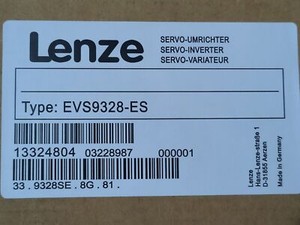 Lenze
SERVO-UMRICHTER
SERVO-INVERTER
SERVO-VARIATEUR
Type: EVS9328-ES
13324804 03228987 000001
33.9328SE.8G.81.
Lenze
Hans-Lenze-straße 1
D-31855 Aerzen
Made in Germany